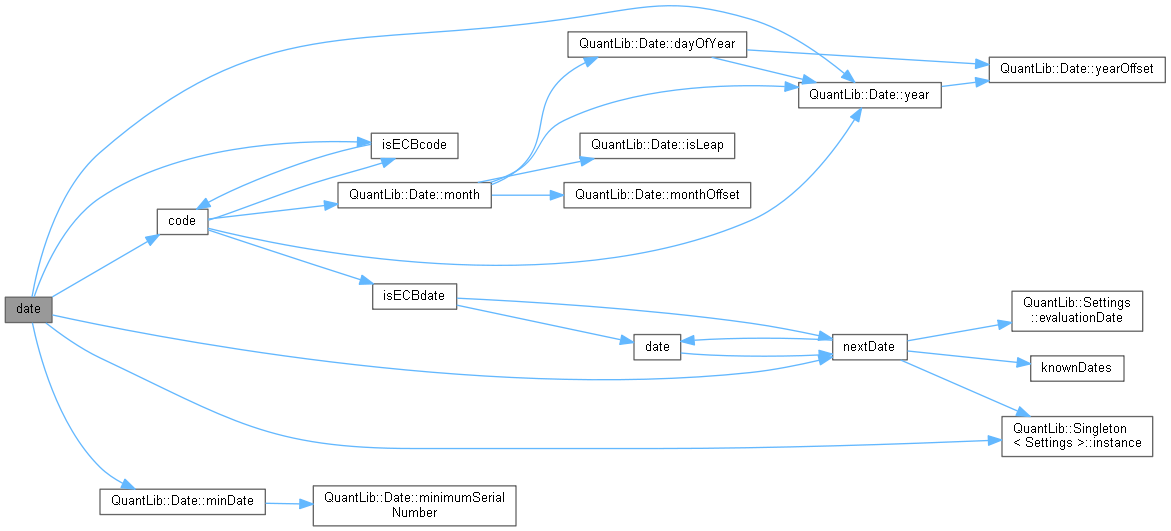 QuantLib::Date::dayOfYear
QuantLib::Date::yearOffset
QuantLib::Date::year
isECBcode
QuantLib::Date::isLeap
QuantLib::Date::month
QuantLib::Date::monthOffset
code
isECBdate
date
QuantLib::Settings
::evaluationDate
date
nextDate
knownDates
QuantLib::Singleton
< Settings >::instance
QuantLib::Date::minDate
QuantLib::Date::minimumSerial
Number